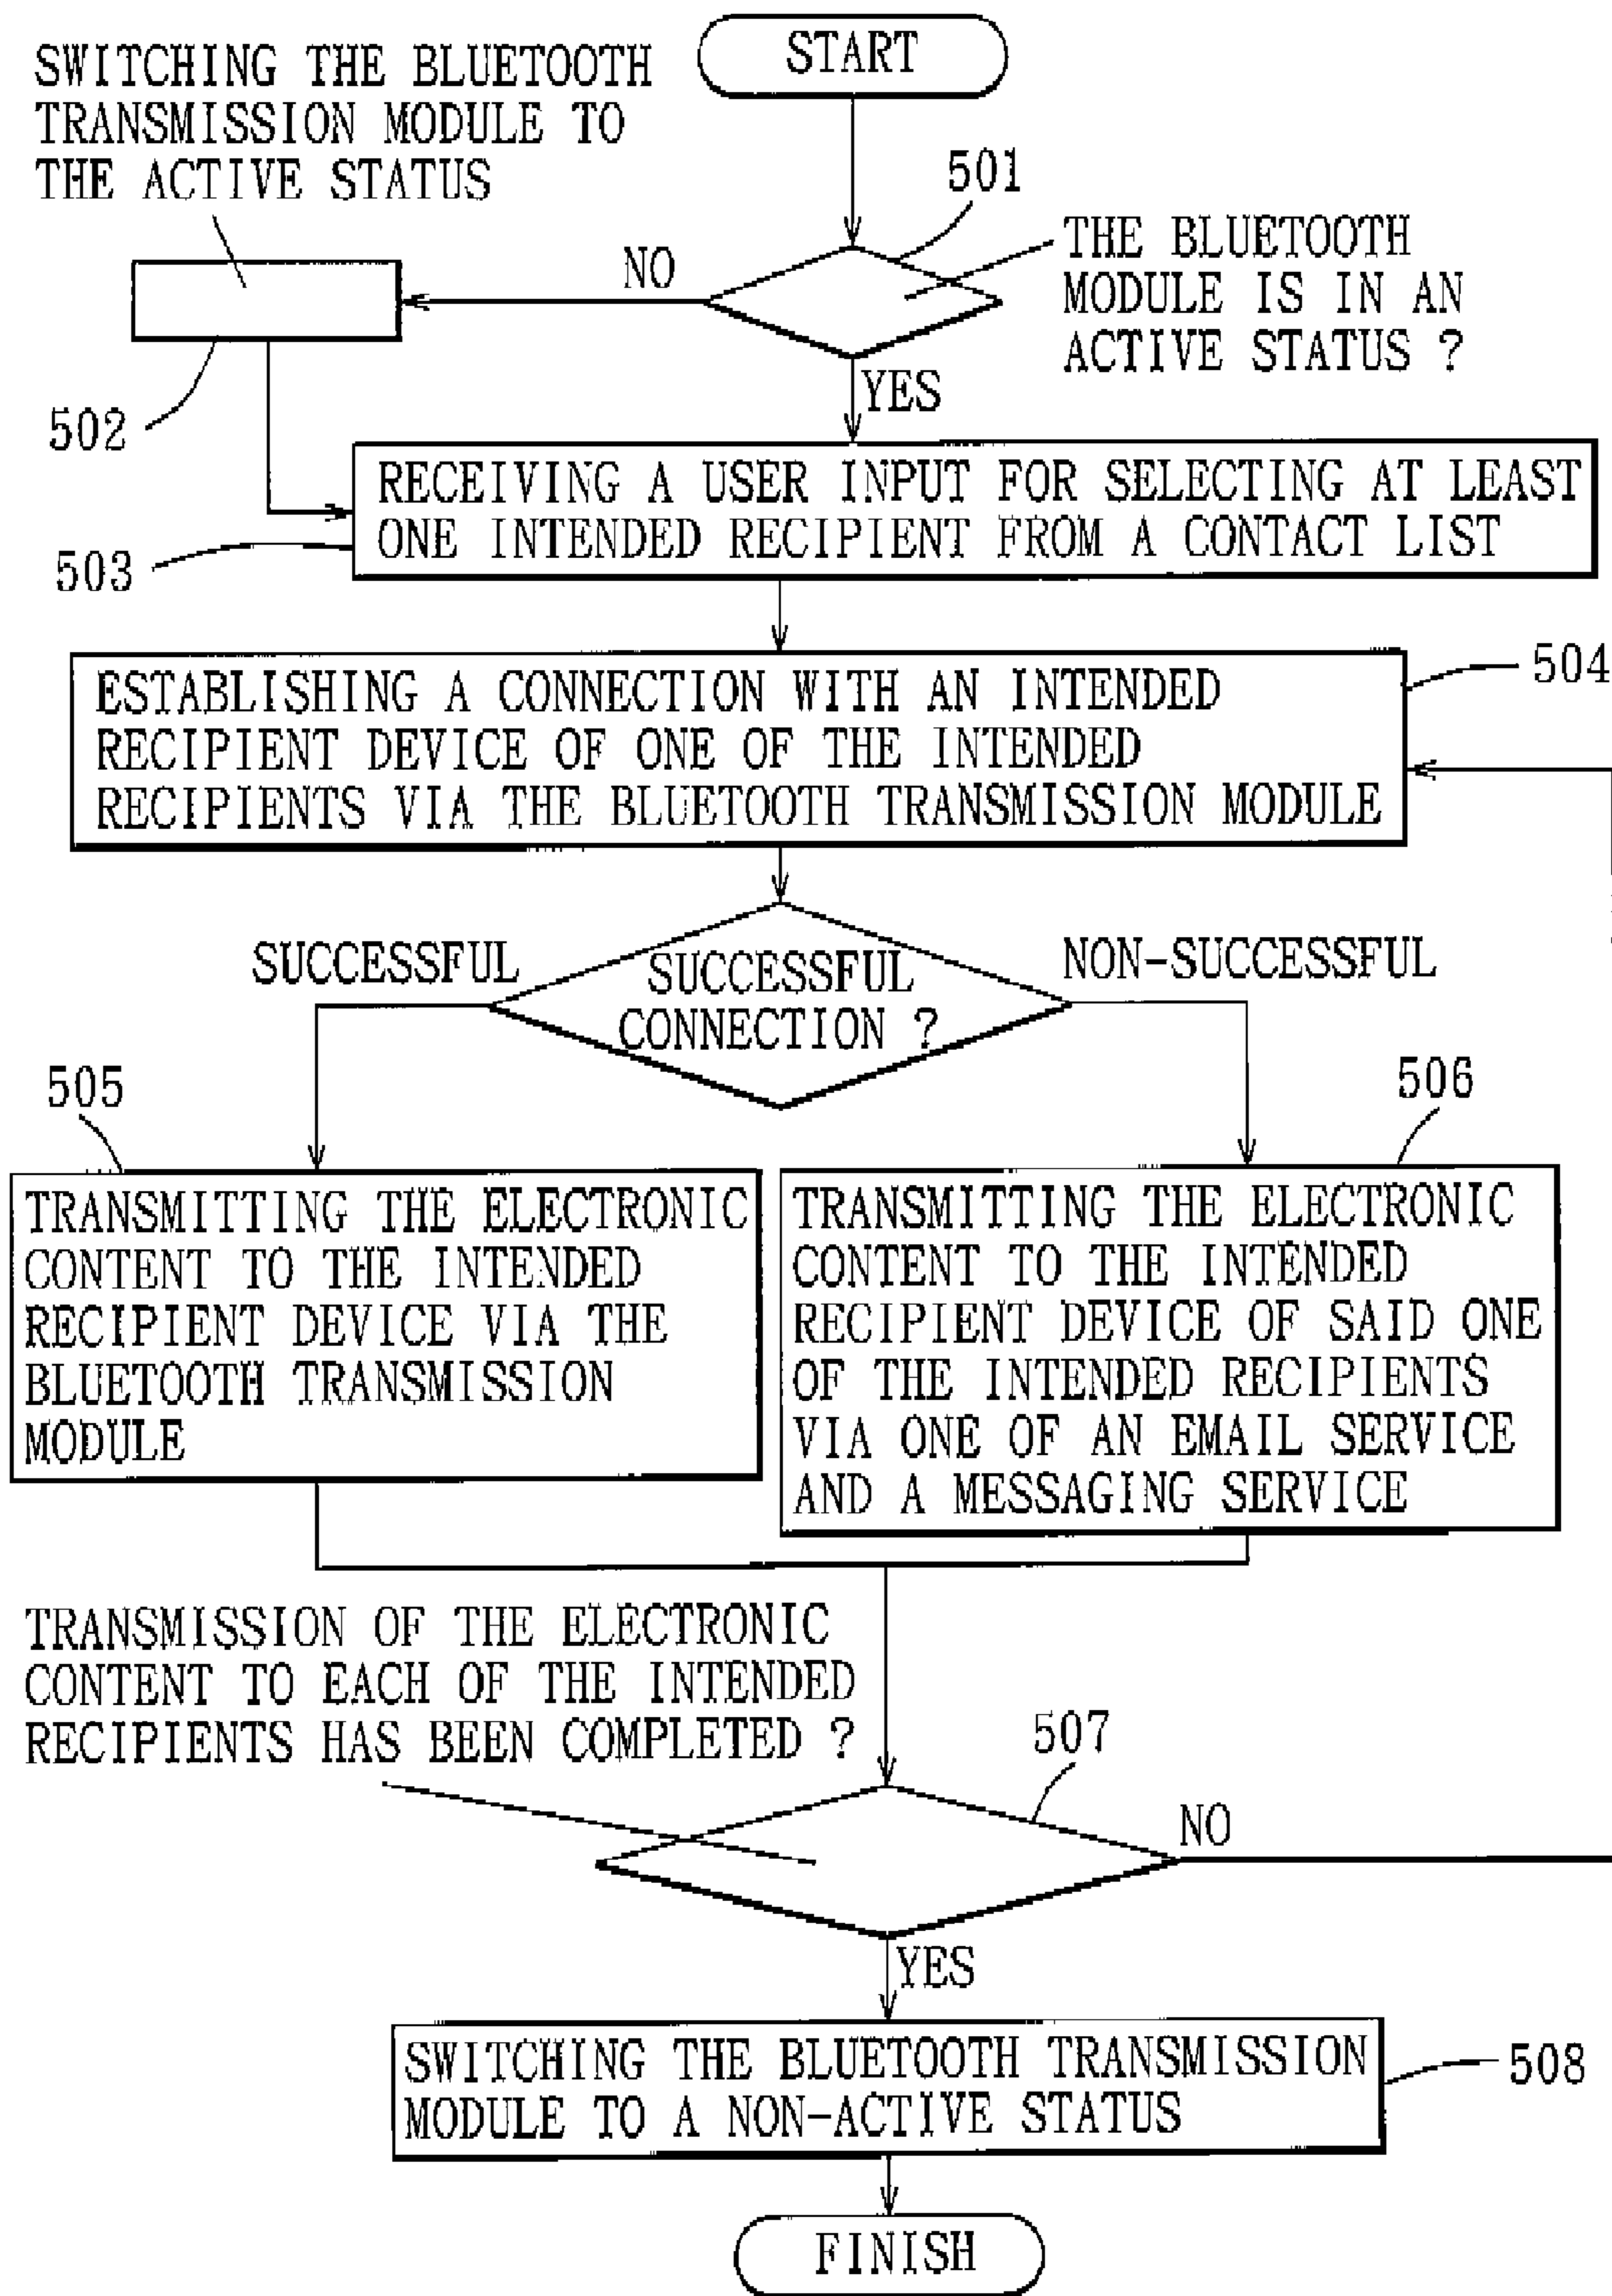 START
SWITCHING THE BLUETOOTH
TRANSMISSION MODULE TO
THE ACTIVE STATUS
501
THE BLUETOOTH
MODULE IS IN AN
ACTIVE STATUS ?
NO
YES
502
RECEIVING A USER INPUT FOR SELECTING AT LEAST
ONE INTENDED RECIPIENT FROM A CONTACT LIST
503
ESTABLISHING A CONNECTION WITH AN INTENDED
RECIPIENT DEVICE OF ONE OF THE INTENDED
RECIPIENTS VIA THE BLUETOOTH TRANSMISSION MODULE
504
SUCCESSFUL
SUCCESSFUL
CONNECTION ?
NON-SUCCESSFUL
505
TRANSMITTING THE ELECTRONIC
CONTENT TO THE INTENDED
RECIPIENT DEVICE VIA THE
BLUETOOTH TRANSMISSION
MODULE
506
TRANSMITTING THE ELECTRONIC
CONTENT TO THE INTENDED
RECIPIENT DEVICE OF SAID ONE
OF THE INTENDED RECIPIENTS
VIA ONE OF AN EMAIL SERVICE
AND A MESSAGING SERVICE
TRANSMISSION OF THE ELECTRONIC
CONTENT TO EACH OF THE INTENDED
RECIPIENTS HAS BEEN COMPLETED ?
507
NO
YES
SWITCHING THE BLUETOOTH TRANSMISSION
MODULE TO A NON-ACTIVE STATUS
508
FINISH